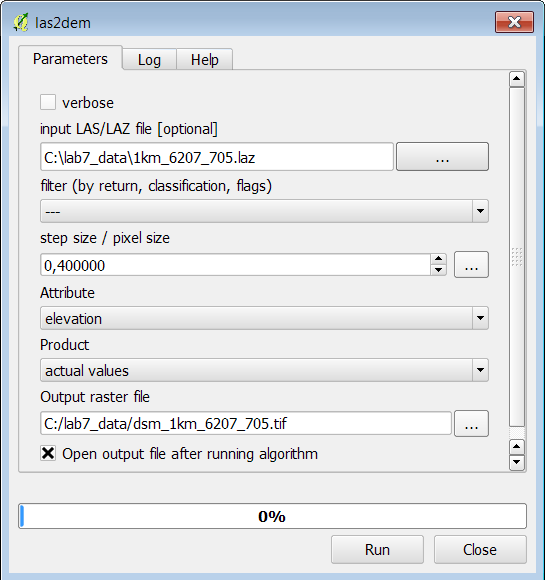 las2dem
Parameters Log Help
verbose
input LAS/LAZ file [optional]
C:\lab7_data\1km_6207_705.laz ...
filter (by return, classification, flags)
---
step size / pixel size
0,400000 ...
Attribute
elevation
Product
actual values
Output raster file
C:/lab7_data/dsm_1km_6207_705.tif ...
Open output file after running algorithm
0%
Run Close